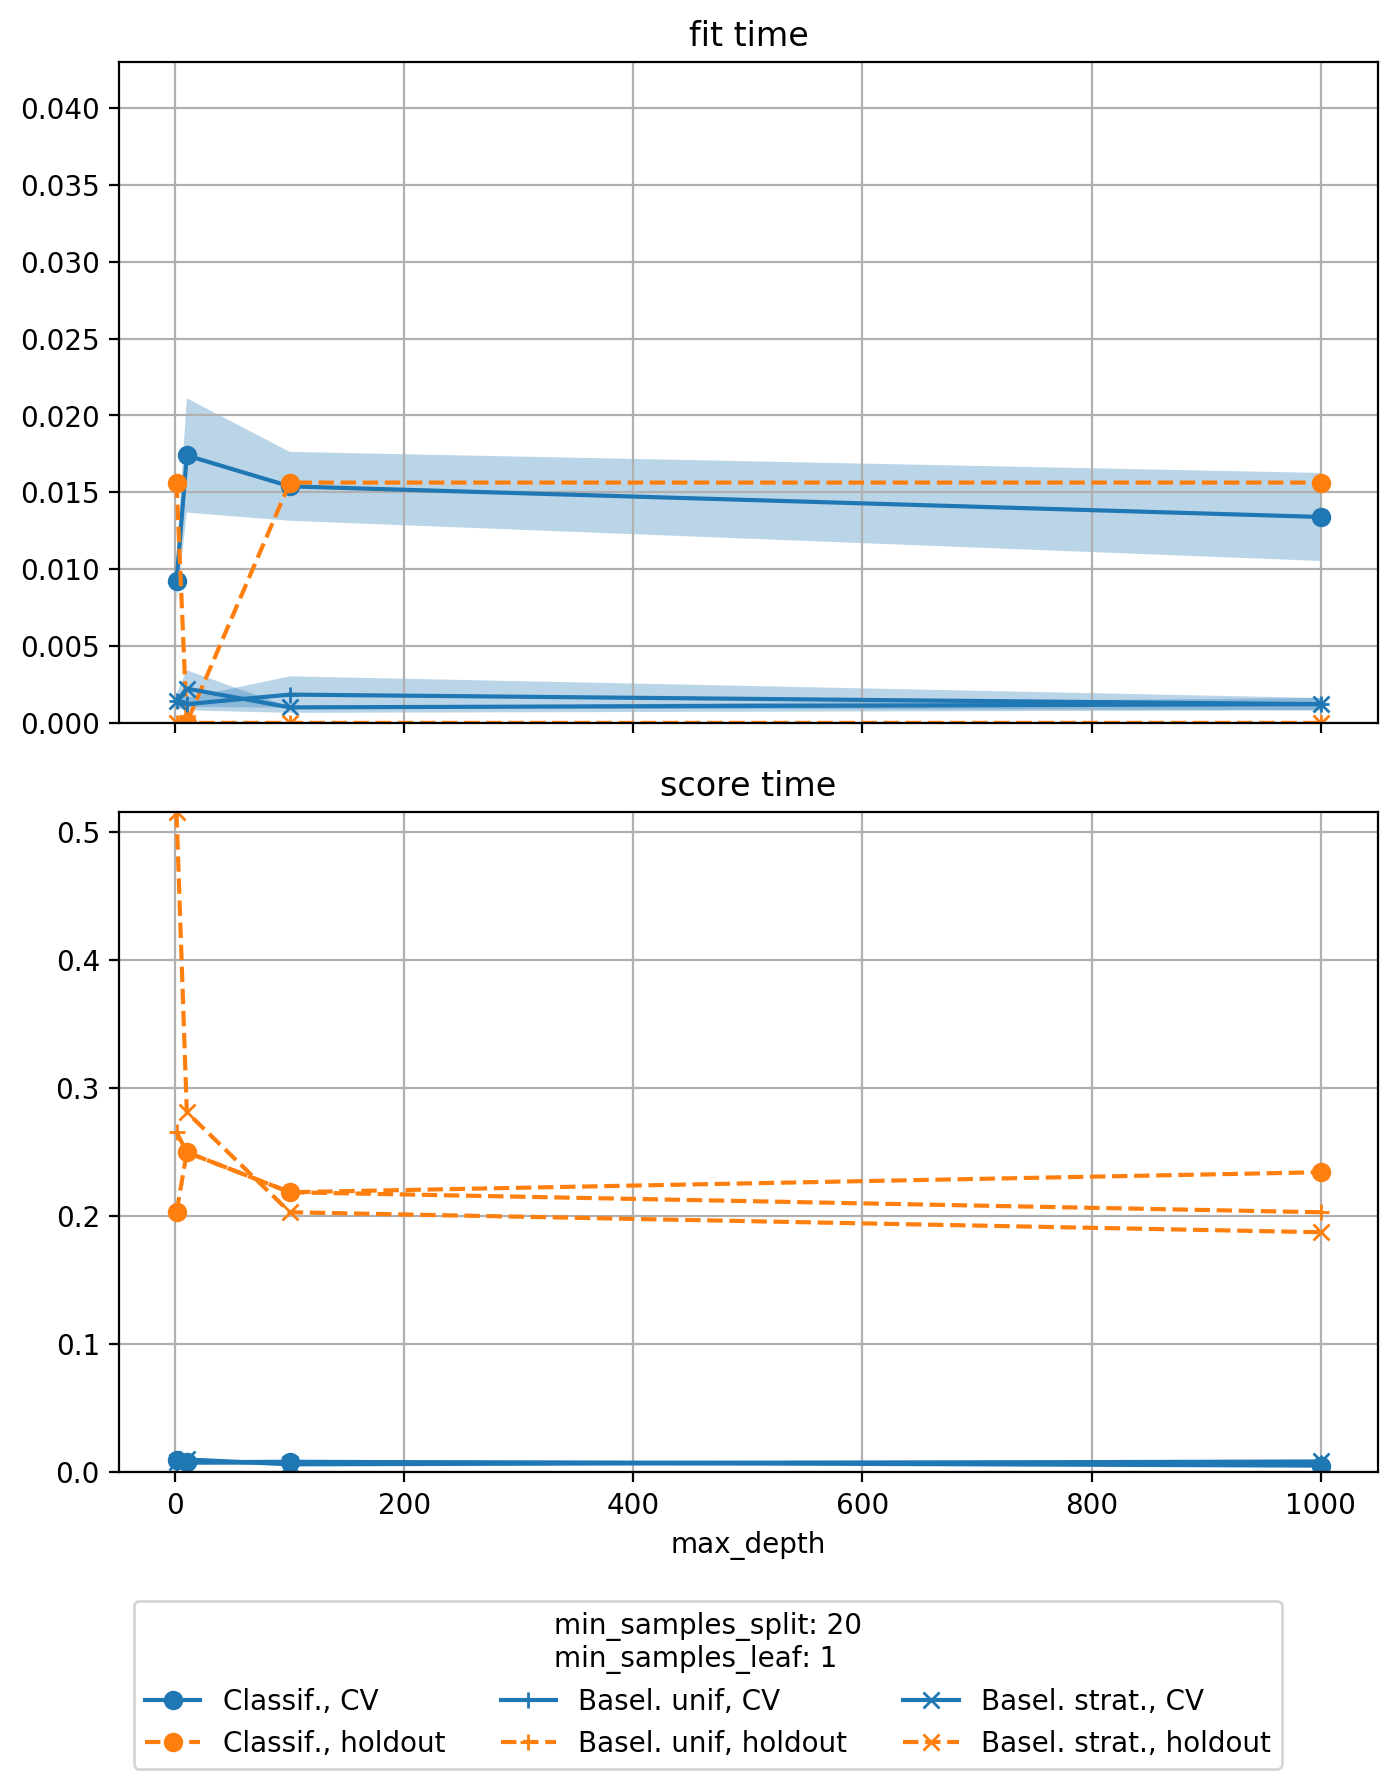 fit time
0.040
0.035
0.030
0.025
0.020
0.015
0.010
0.005
0.000
score time
0.5
0.4
0.3
0.2
0.1
0.0
0 200 400 600 800 1000
max_depth
min_samples_split: 20
min_samples_leaf: 1
Classif., CV Basel. unif, CV Basel. strat., CV
Classif., holdout Basel. unif, holdout Basel. strat., holdout